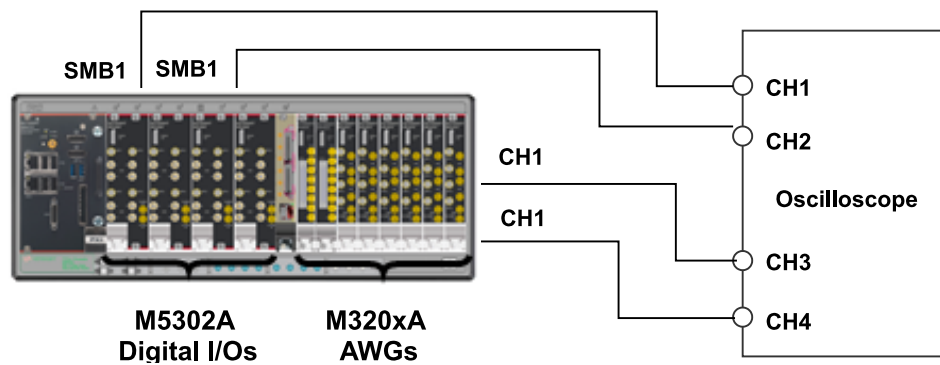 SMB1 SMB1
CH1
CH2
CH1
Oscilloscope
CH1
CH3
CH4
M5302A
Digital I/Os
M320xA
AWGs